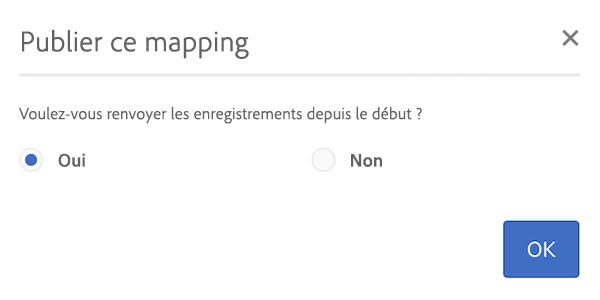 Publier ce mapping
Voulez-vous renvoyer les enregistrements depuis le début ?
Oui
Non
OK